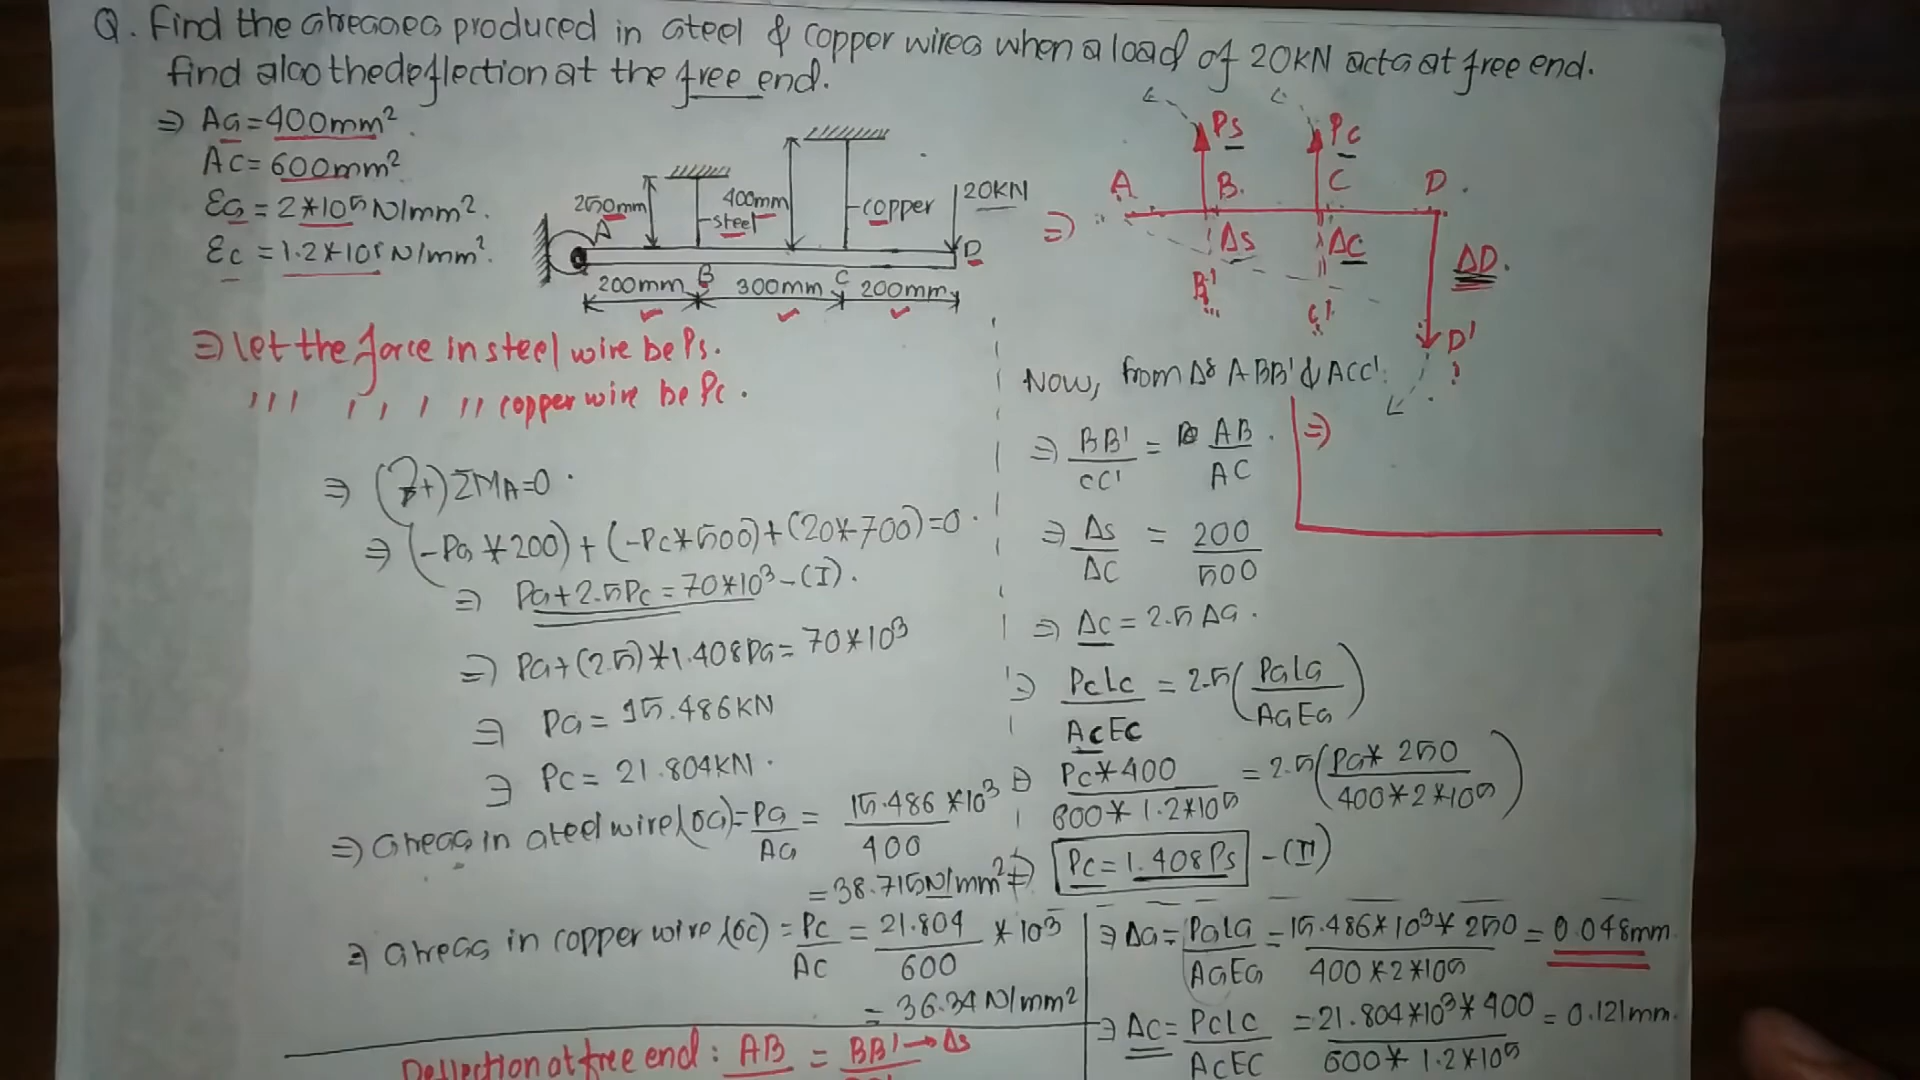 Q. Find the stresses produced in steel & copper wires when a load of 20KN acts at free end.
find also the deflection at the free end.
⇒ As=400mm²
Ac=600mm²
Es = 2*10⁵ N/mm².
Ec = 1.2*10⁵ N/mm².
250mm
400mm
steel
copper
20KN
A
D
200mm B 300mm C 200mm
⇒
Ps
Pc
A B. C D.
Δs ΔC ΔD.
B' C' D'
⇒ let the force in steel wire be Ps.
''' ' ' ' '' copper wire be Pc.
⇒ (+) ΣMA=0.
⇒ (-Ps*200) + (-Pc*500)+(20*700)=0.
⇒ Ps+2.5Pc=70*10³-(I).
⇒ Ps+(2.5)*1.408Ps=70*10³
⇒ Ps= 15.486KN
⇒ Pc= 21.804KN.
⇒ stress in steel wire(σs)=Ps/As = 15.486*10³/400
=38.715N/mm²
⇒ stress in copper wire (σc) = Pc/AC = 21.804/600 *10³
= 36.34 N/mm²
Deflection at free end: AB = BB'→Δs
Now, from Δs ABB' & ACC'.
⇒ BB'/CC' = AB/AC. ⇒
⇒ Δs/ΔC = 200/500
⇒ Δc = 2.5Δs.
⇒ PcLc/AcEc = 2.5(PsLs/AsEs)
⇒ Pc*400/600*1.2*10⁵ = 2.5(Ps*250/400*2*10⁵)
⇒ Pc=1.408Ps -(II)
⇒ Δs=PsLs/AsEs = 15.486*10³*250/400*2*10⁵ = 0.048mm
⇒ ΔC=PcLc/AcEc = 21.804*10³*400/600*1.2*10⁵ = 0.121mm.